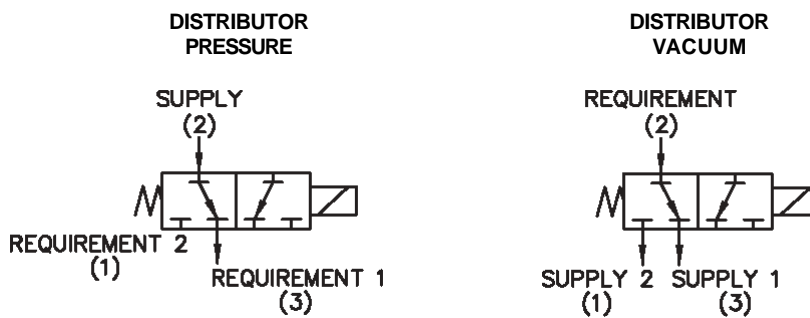 DISTRIBUTOR
PRESSURE
SUPPLY
(2)
REQUIREMENT 2
(1)
REQUIREMENT 1
(3)
DISTRIBUTOR
VACUUM
REQUIREMENT
(2)
SUPPLY 2
(1)
SUPPLY 1
(3)